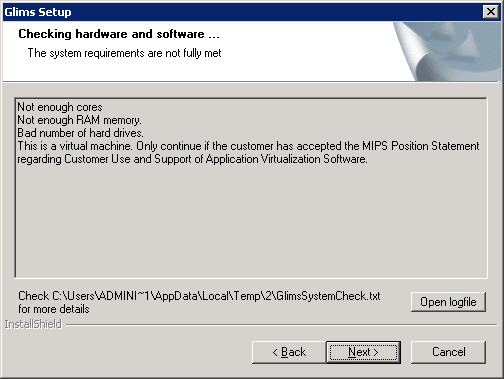 Glims Setup
Checking hardware and software ...
The system requirements are not fully met
Not enough cores
Not enough RAM memory.
Bad number of hard drives.
This is a virtual machine. Only continue if the customer has accepted the MIPS Position Statement
regarding Customer Use and Support of Application Virtualization Software.
Check C:\Users\ADMINI~1\AppData\Local\Temp\2\GlimsSystemCheck.txt
for more details
Open logfile
InstallShield
< Back
Next >
Cancel